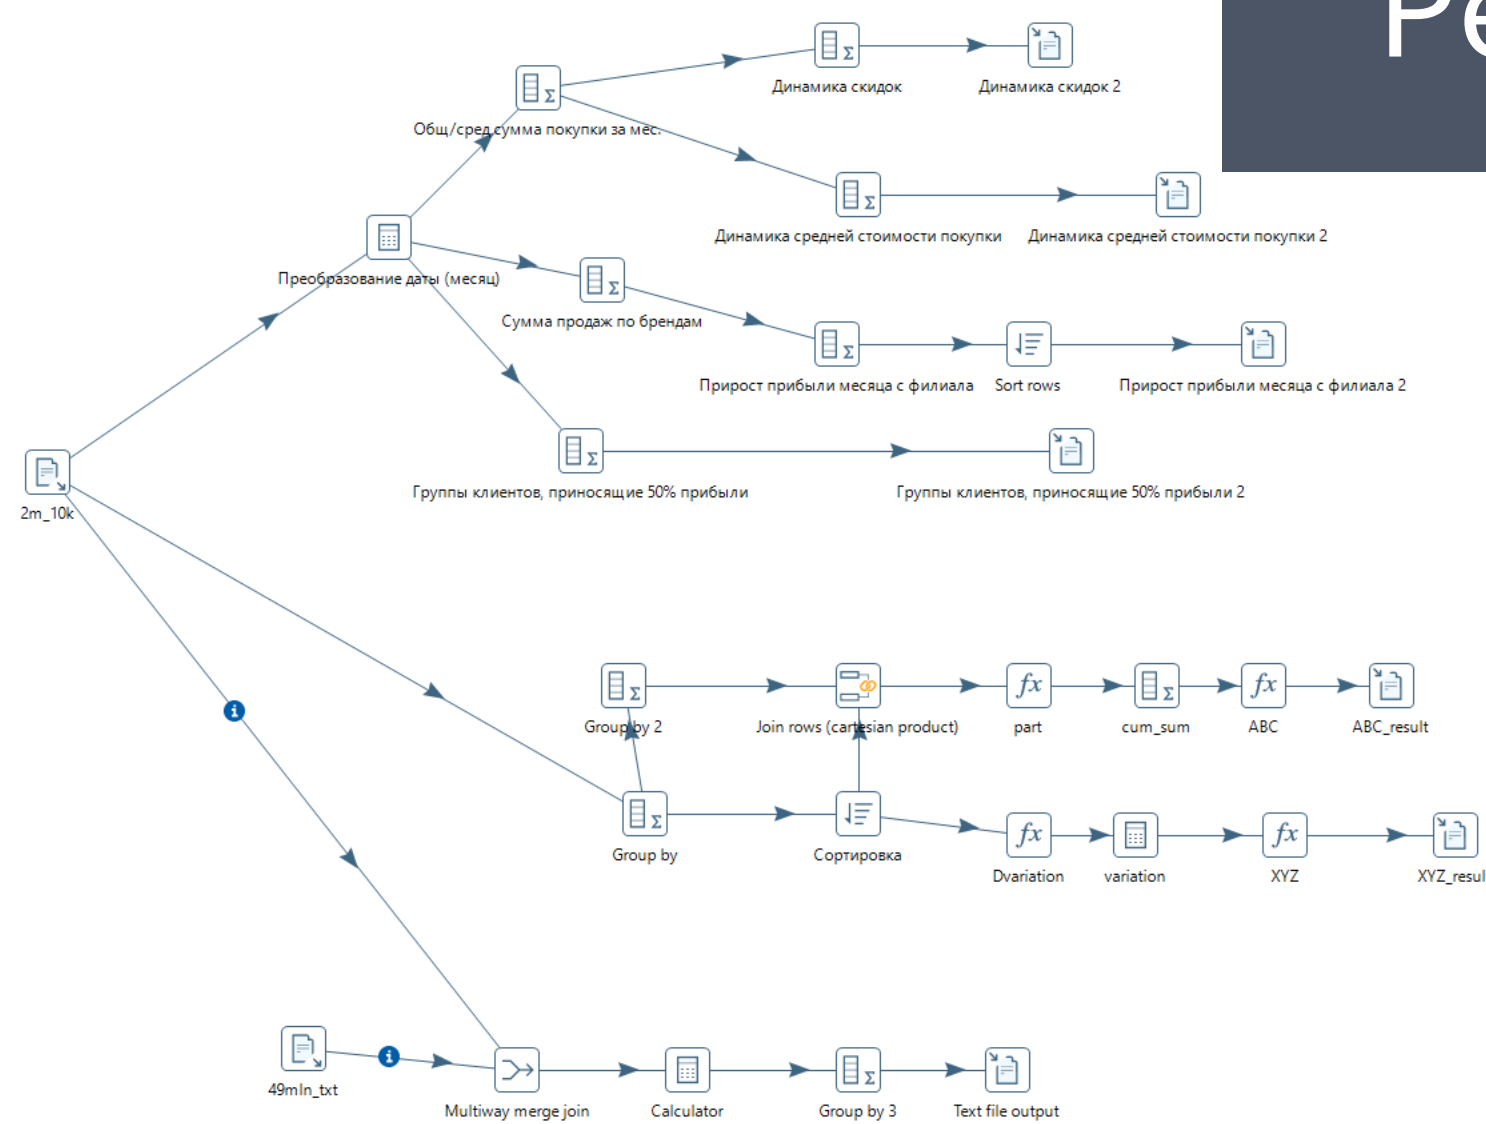 Ре
Динамика скидок
Динамика скидок 2
Общ/сред сумма покупки за мес.
Динамика средней стоимости покупки
Динамика средней стоимости покупки 2
Преобразование даты (месяц)
Сумма продаж по брендам
Прирост прибыли месяца с филиала
Sort rows
Прирост прибыли месяца с филиала 2
Группы клиентов, приносящие 50% прибыли
Группы клиентов, приносящие 50% прибыли 2
2m_10k
Group by 2
Join rows (cartesian product)
part
cum_sum
ABC
ABC_result
Group by
Сортировка
Dvariation
variation
XYZ
XYZ_resul
49mln_txt
Multiway merge join
Calculator
Group by 3
Text file output